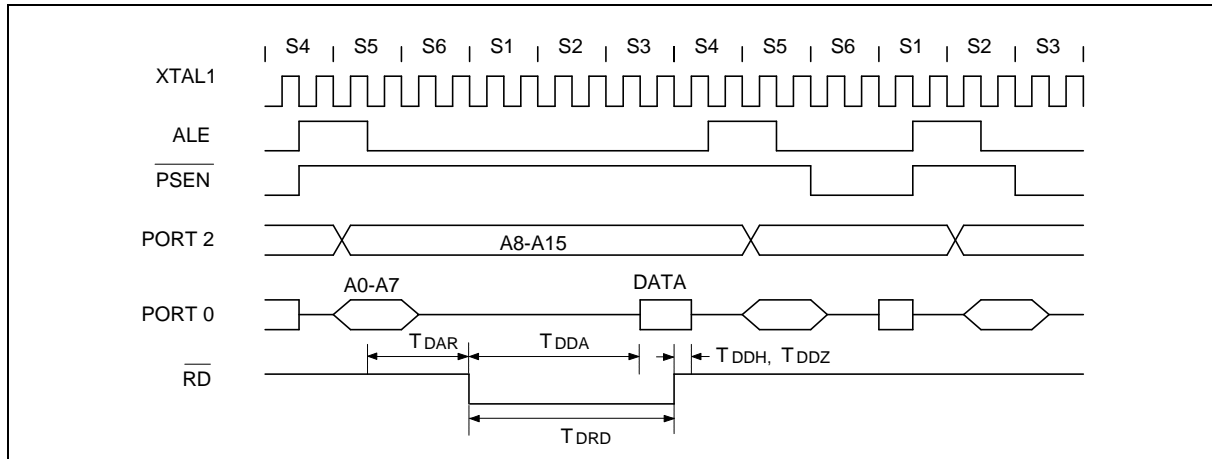 S4 S5 S6 S1 S2 S3 S4 S5 S6 S1 S2 S3
XTAL1
ALE
PSEN
PORT 2
A8-A15
A0-A7
DATA
PORT 0
TDAR
TDDA
TDDH, TDDZ
RD
TDRD